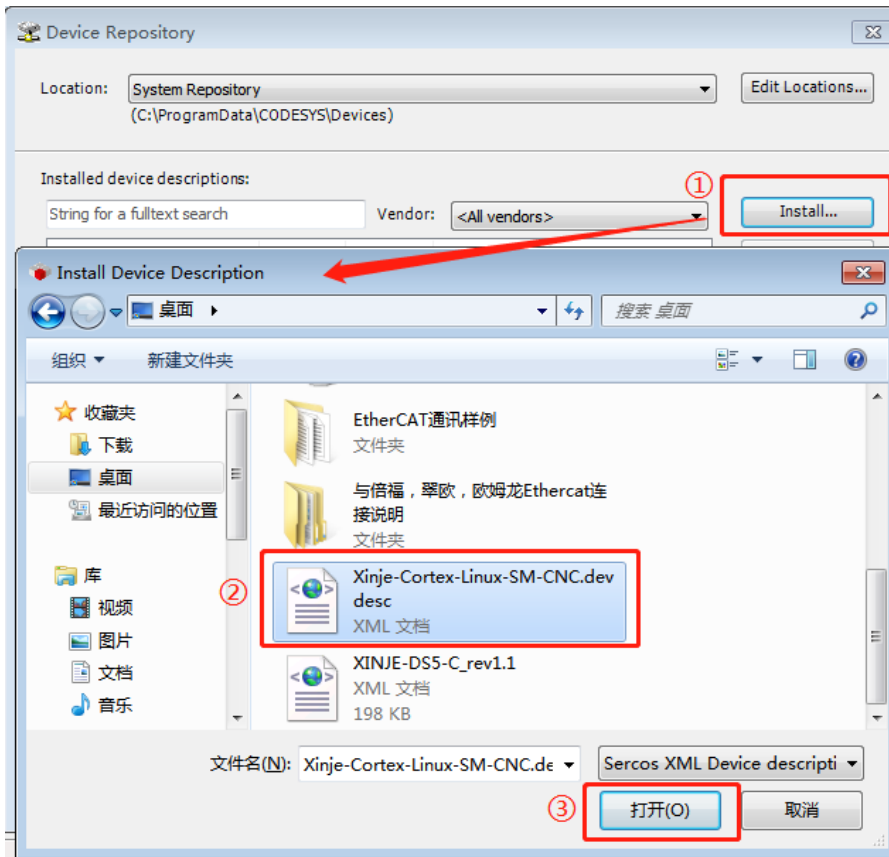 Device Repository
Location:
System Repository
Edit Locations...
(C:\ProgramData\CODESYS\Devices)
Installed device descriptions:
①
String for a fulltext search
Vendor:
<All vendors>
Install...
Install Device Description
桌面
搜索 桌面
组织
新建文件夹
收藏夹
下载
桌面
最近访问的位置
库
视频
图片
文档
音乐
EtherCAT通讯样例
文件夹
与倍福，翠欧，欧姆龙Ethercat连
接说明
文件夹
②
Xinje-Cortex-Linux-SM-CNC.dev
desc
XML 文档
XINJE-DS5-C_rev1.1
XML 文档
198 KB
文件名(N):
Xinje-Cortex-Linux-SM-CNC.de
Sercos XML Device descripti
③
打开(O)
取消